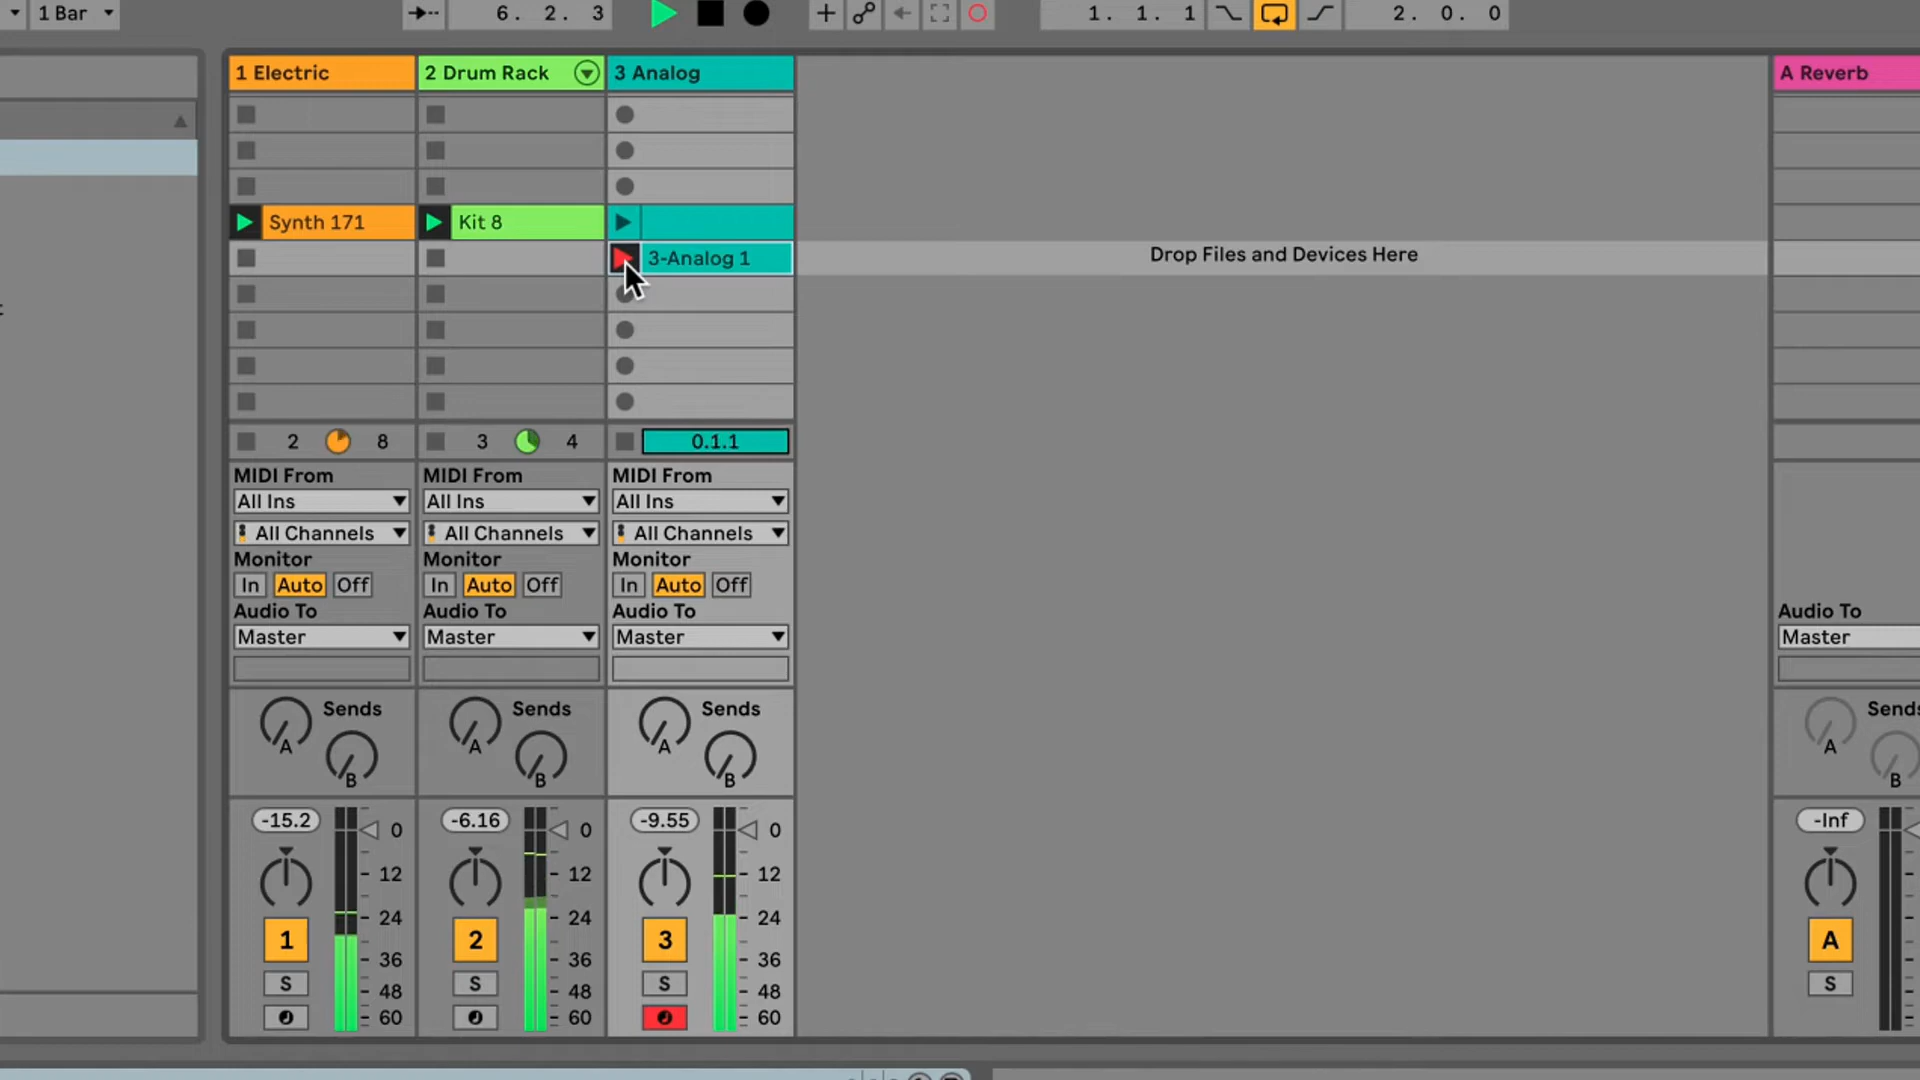 1 Bar
6. 2. 3
1. 1. 1
2. 0. 0
1 Electric
2 Drum Rack
3 Analog
A Reverb
Synth 171
Kit 8
3-Analog 1
Drop Files and Devices Here
2 8
3 4
0.1.1
MIDI From
MIDI From
MIDI From
All Ins
All Ins
All Ins
All Channels
All Channels
All Channels
Monitor
Monitor
Monitor
In Auto Off
In Auto Off
In Auto Off
Audio To
Audio To
Audio To
Audio To
Master
Master
Master
Master
Sends
Sends
Sends
Sends
A
A
A
A
B
B
B
B
-15.2
-6.16
-9.55
-Inf
0
0
0
12
12
12
24
24
24
1
2
3
A
36
36
36
S
S
S
S
48
48
48
60
60
60